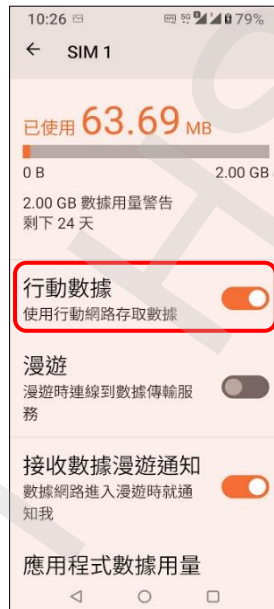 10:26 79%
SIM 1
已使用 63.69 MB
0 B 2.00 GB
2.00 GB 數據用量警告
剩下 24 天
行動數據
使用行動網路存取數據
漫遊
漫遊時連線到數據傳輸服
務
接收數據漫遊通知
數據網路進入漫遊時就通
知我
應用程式數據用量